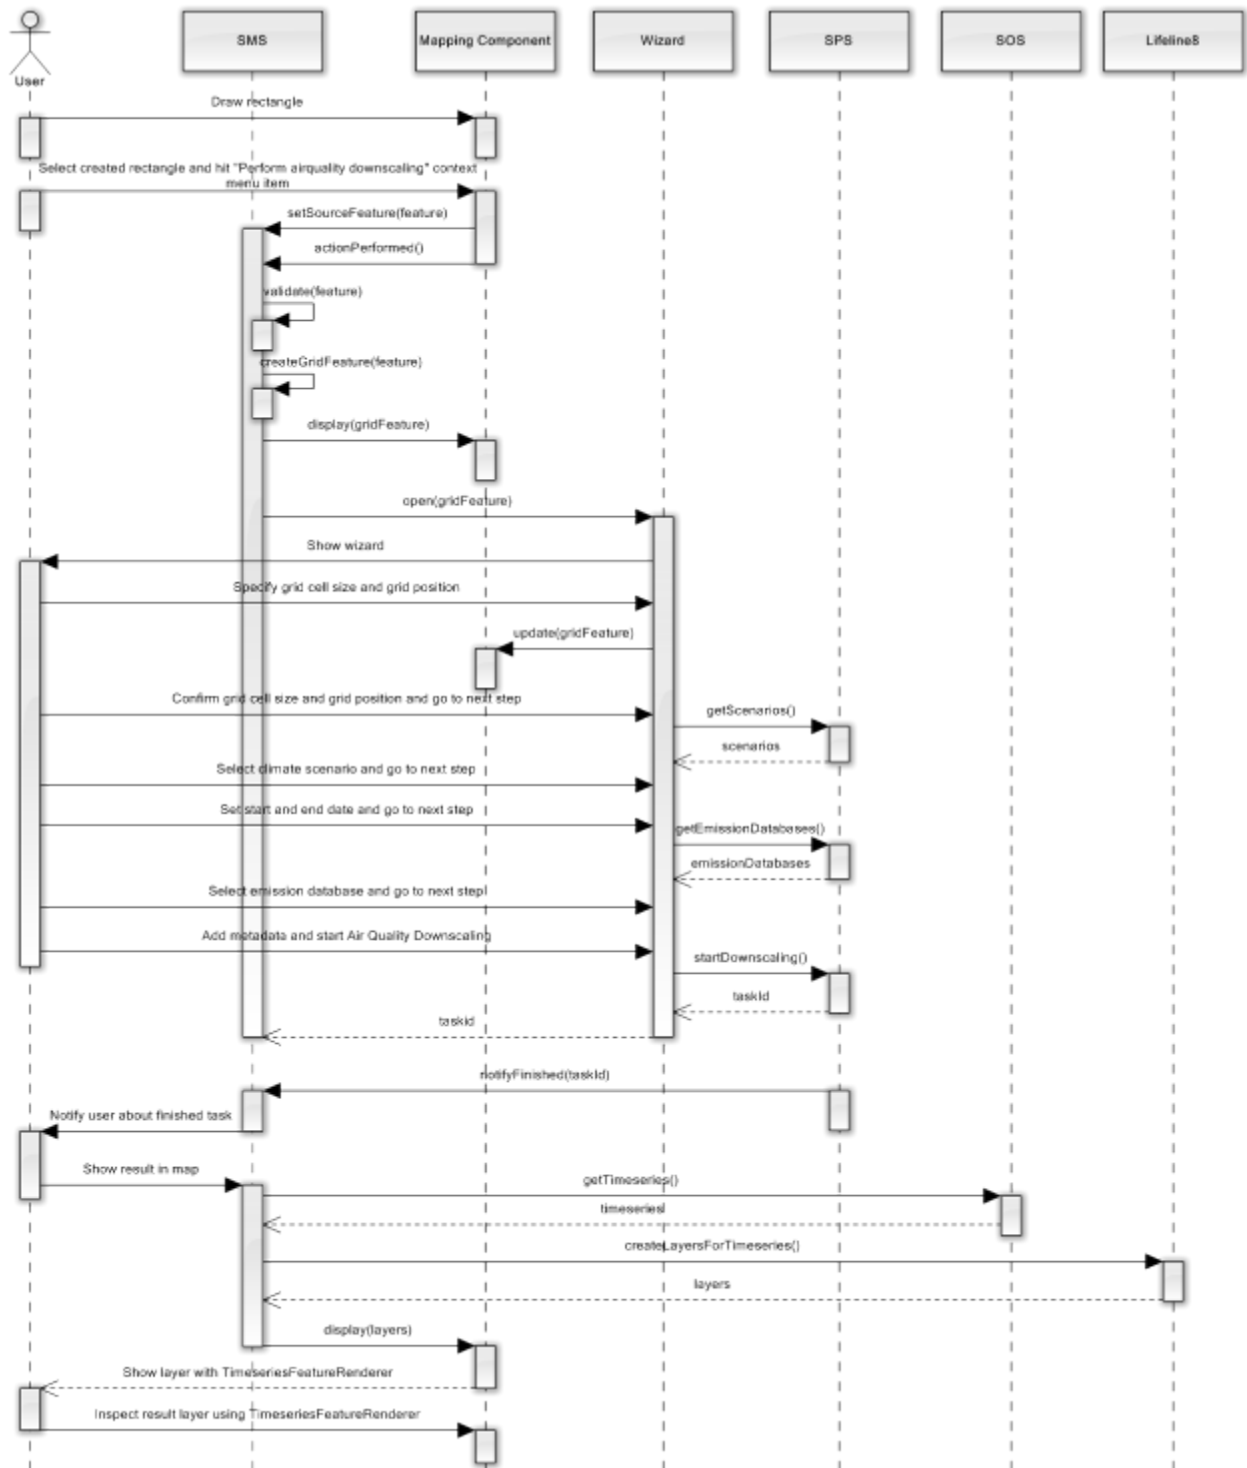 User
SMS
Mapping Component
Wizard
SPS
SOS
Lifeline8
Draw rectangle
Select created rectangle and hit "Perform airquality downscaling" context
menu item
setSourceFeature(feature)
actionPerformed()
validate(feature)
createGridFeature(feature)
display(gridFeature)
open(gridFeature)
Show wizard
Specify grid cell size and grid position
update(gridFeature)
Confirm grid cell size and grid position and go to next step
getScenarios()
scenarios
Select climate scenario and go to next step
Set start and end date and go to next step
getEmissionDatabases()
emissionDatabases
Select emission database and go to next step
Add metadata and start Air Quality Downscaling
startDownscaling()
taskId
taskid
notifyFinished(taskId)
Notify user about finished task
Show result in map
getTimeseries()
timeseries
createLayersForTimeseries()
layers
display(layers)
Show layer with TimeseriesFeatureRenderer
Inspect result layer using TimeseriesFeatureRenderer